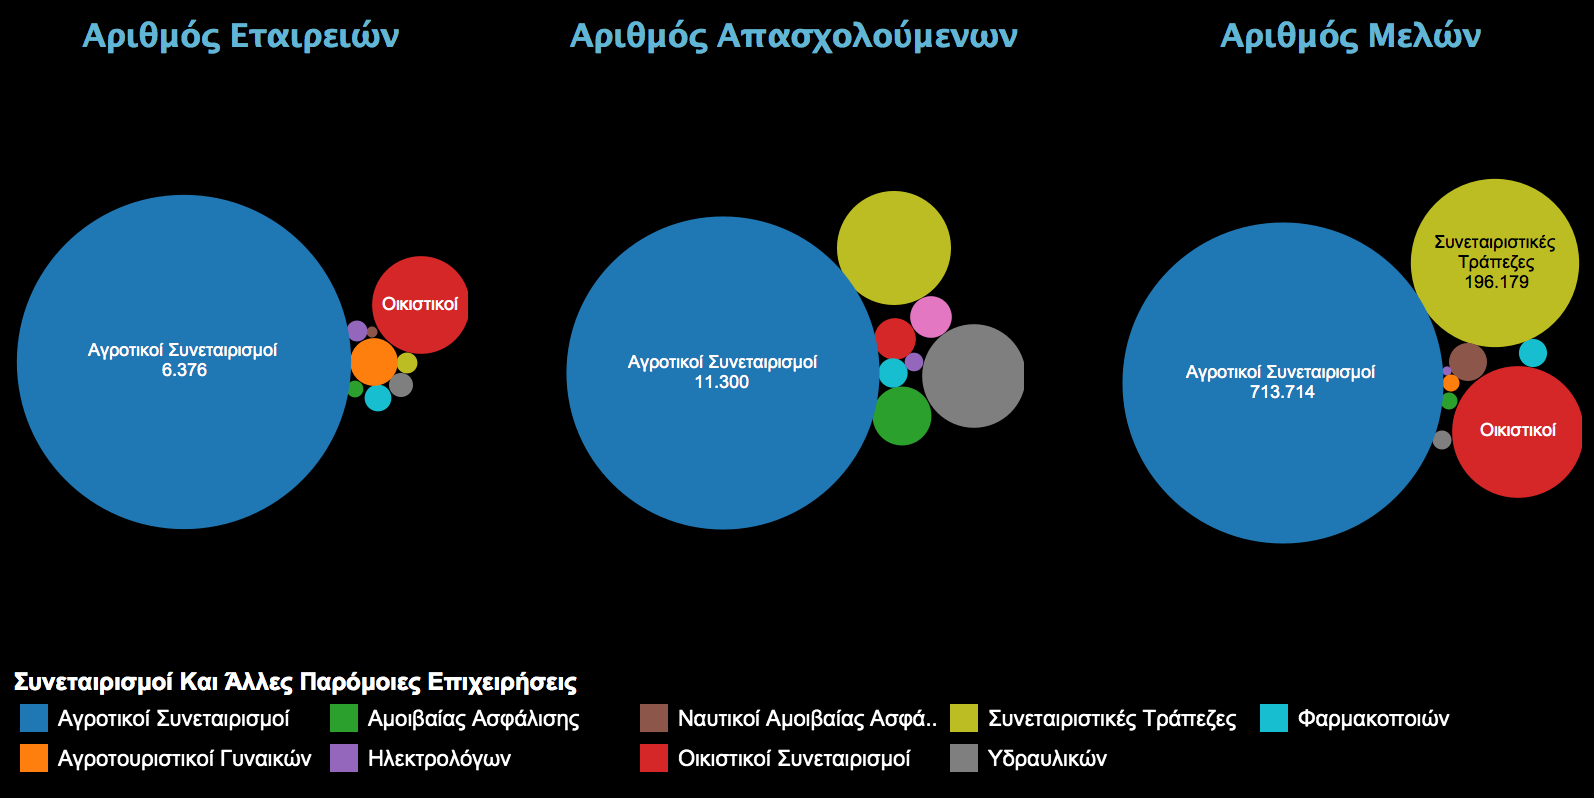 Αριθμός Εταιρειών
Αριθμός Απασχολούμενων
Αριθμός Μελών
Αγροτικοί Συνεταιρισμοί
6.376
Οικιστικοί
Αγροτικοί Συνεταιρισμοί
11.300
Συνεταιριστικές
Τράπεζες
196.179
Αγροτικοί Συνεταιρισμοί
713.714
Οικιστικοί
Συνεταιρισμοί Και Άλλες Παρόμοιες Επιχειρήσεις
Αγροτικοί Συνεταιρισμοί
Αμοιβαίας Ασφάλισης
Ναυτικοί Αμοιβαίας Ασφά..
Συνεταιριστικές Τράπεζες
Φαρμακοποιών
Αγροτουριστικοί Γυναικών
Ηλεκτρολόγων
Οικιστικοί Συνεταιρισμοί
Υδραυλικών